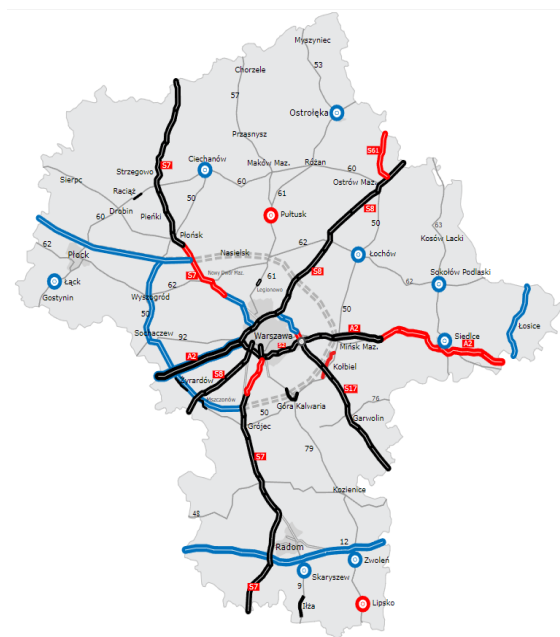 Myszyniec
53
Chorzele
57
Ostrołęka
Przasnysz
S61
Ciechanów
Maków Maz.
Różan
S7
Strzegowo
60
Sierpc
Raciąż
60
Ostrów Maz.
50
61
S8
Drobin
Pieńki
60
Pułtusk
50
63
Płońsk
Kosów Lacki
62
Nasielsk
62
Łochów
Płock
Nowy Dwór Maz.
S8
S7
61
Sokołów Podlaski
Łąck
62
62
Legionowo
Gostynin
Wyszogród
50
50
Łosice
Sochaczew
92
Warszawa
A2
Siedlce
A2
Mińsk Maz.
A2
Kołbiel
S8
Żyrardów
S17
Mszczonów
Góra Kalwaria
76
50
Garwolin
Grójec
79
S7
Kozienice
48
12
Radom
Zwoleń
Skaryszew
S7
9
Iłża
Lipsko